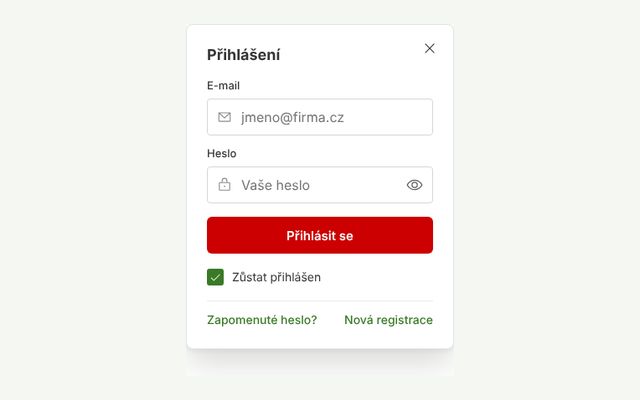 Přihlášení
E-mail
jmeno@firma.cz
Heslo
Vaše heslo
Přihlásit se
Zůstat přihlášen
Zapomenuté heslo? Nová registrace